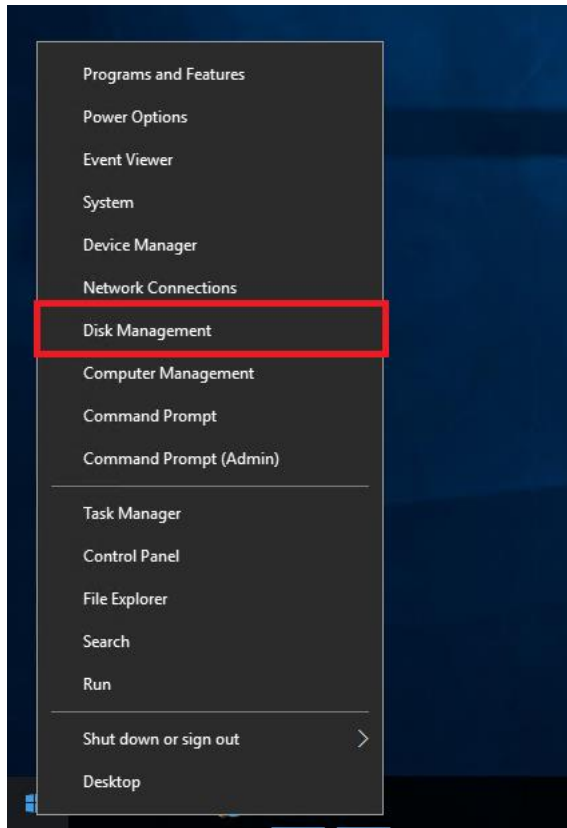 Programs and Features
Power Options
Event Viewer
System
Device Manager
Network Connections
Disk Management
Computer Management
Command Prompt
Command Prompt (Admin)
Task Manager
Control Panel
File Explorer
Search
Run
Shut down or sign out
Desktop